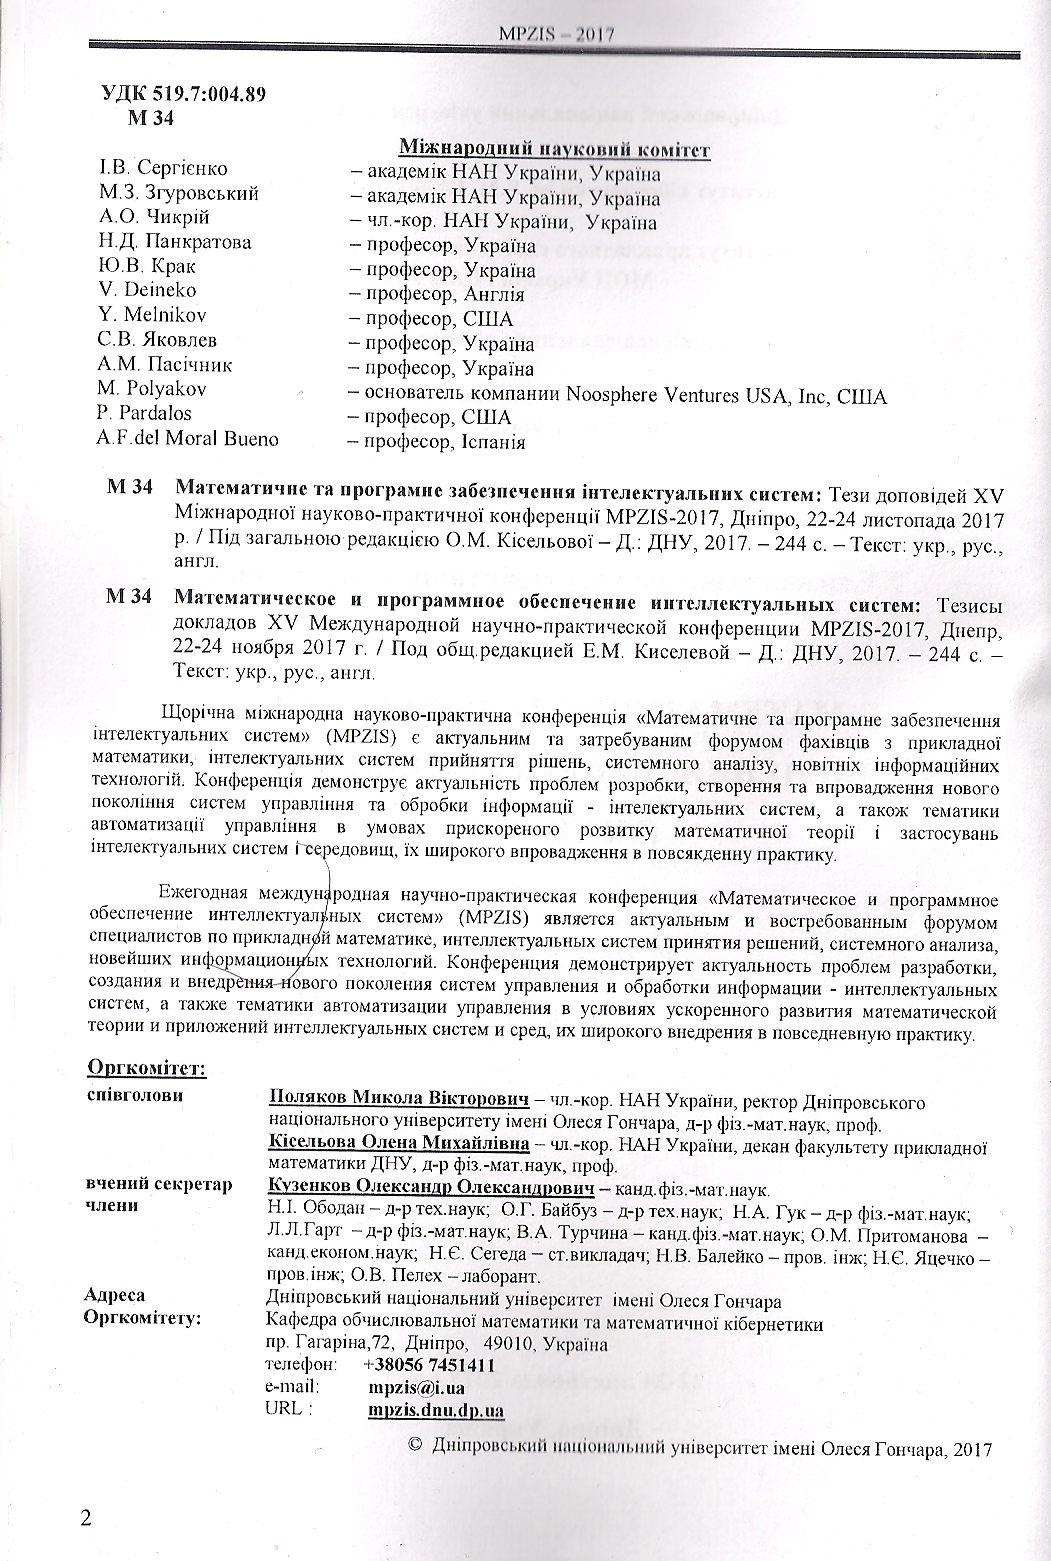 MPZIS – 2017
УДК 519.7:004.89
М 34
Міжнародний науковий комітет
І.В. Сергієнко – академік НАН України, Україна
М.З. Згуровський – академік НАН України, Україна
А.О. Чикрій – чл.-кор. НАН України, Україна
Н.Д. Панкратова – професор, Україна
Ю.В. Крак – професор, Україна
V. Deineko – професор, Англія
Y. Melnikov – професор, США
С.В. Яковлев – професор, Україна
А.М. Пасічник – професор, Україна
M. Polyakov – основатель компании Noosphere Ventures USA, Inc, США
P. Pardalos – професор, США
A.F.del Moral Bueno – професор, Іспанія
М 34 Математичне та програмне забезпечення інтелектуальних систем: Тези доповідей XV
Міжнародної науково-практичної конференції MPZIS-2017, Дніпро, 22-24 листопада 2017
р. / Під загальною редакцією О.М. Кісельової – Д.: ДНУ, 2017. – 244 с. – Текст: укр., рус.,
англ.
М 34 Математическое и программное обеспечение интеллектуальных систем: Тезисы
докладов XV Международной научно-практической конференции MPZIS-2017, Днепр,
22-24 ноября 2017 г. / Под общ.редакцией Е.М. Киселевой – Д.: ДНУ, 2017. – 244 с. –
Текст: укр., рус., англ.
Щорічна міжнародна науково-практична конференція «Математичне та програмне забезпечення
інтелектуальних систем» (MPZIS) є актуальним та затребуваним форумом фахівців з прикладної
математики, інтелектуальних систем прийняття рішень, системного аналізу, новітніх інформаційних
технологій. Конференція демонструє актуальність проблем розробки, створення та впровадження нового
покоління систем управління та обробки інформації - інтелектуальних систем, а також тематики
автоматизації управління в умовах прискореного розвитку математичної теорії і застосувань
інтелектуальних систем і середовищ, їх широкого впровадження в повсякденну практику.
Ежегодная международная научно-практическая конференция «Математическое и программное
обеспечение интеллектуальных систем» (MPZIS) является актуальным и востребованным форумом
специалистов по прикладной математике, интеллектуальных систем принятия решений, системного анализа,
новейших информационных технологий. Конференция демонстрирует актуальность проблем разработки,
создания и внедрения нового поколения систем управления и обработки информации - интеллектуальных
систем, а также тематики автоматизации управления в условиях ускоренного развития математической
теории и приложений интеллектуальных систем и сред, их широкого внедрения в повседневную практику.
Оргкомітет:
співголови Поляков Микола Вікторович – чл.-кор. НАН України, ректор Дніпровського
національного університету імені Олеся Гончара, д-р фіз.-мат.наук, проф.
Кісельова Олена Михайлівна – чл.-кор. НАН України, декан факультету прикладної
математики ДНУ, д-р фіз.-мат.наук, проф.
вчений секретар Кузенков Олександр Олександрович – канд.фіз.-мат.наук.
члени Н.І. Ободан – д-р тех.наук; О.Г. Байбуз – д-р тех.наук; Н.А. Гук – д-р фіз.-мат.наук;
Л.Л.Гарт – д-р фіз.-мат.наук; В.А. Турчина – канд.фіз.-мат.наук; О.М. Притоманова –
канд.економ.наук; Н.Є. Сегеда – ст.викладач; Н.В. Балейко – пров. інж; Н.Є. Яцечко –
пров.інж; О.В. Пелех – лаборант.
Адреса Дніпровський національний університет імені Олеся Гончара
Оргкомітету: Кафедра обчислювальної математики та математичної кібернетики
пр. Гагаріна,72, Дніпро, 49010, Україна
телефон: +38056 7451411
e-mail: mpzis@i.ua
URL : mpzis.dnu.dp.ua
© Дніпровський національний університет імені Олеся Гончара, 2017
2